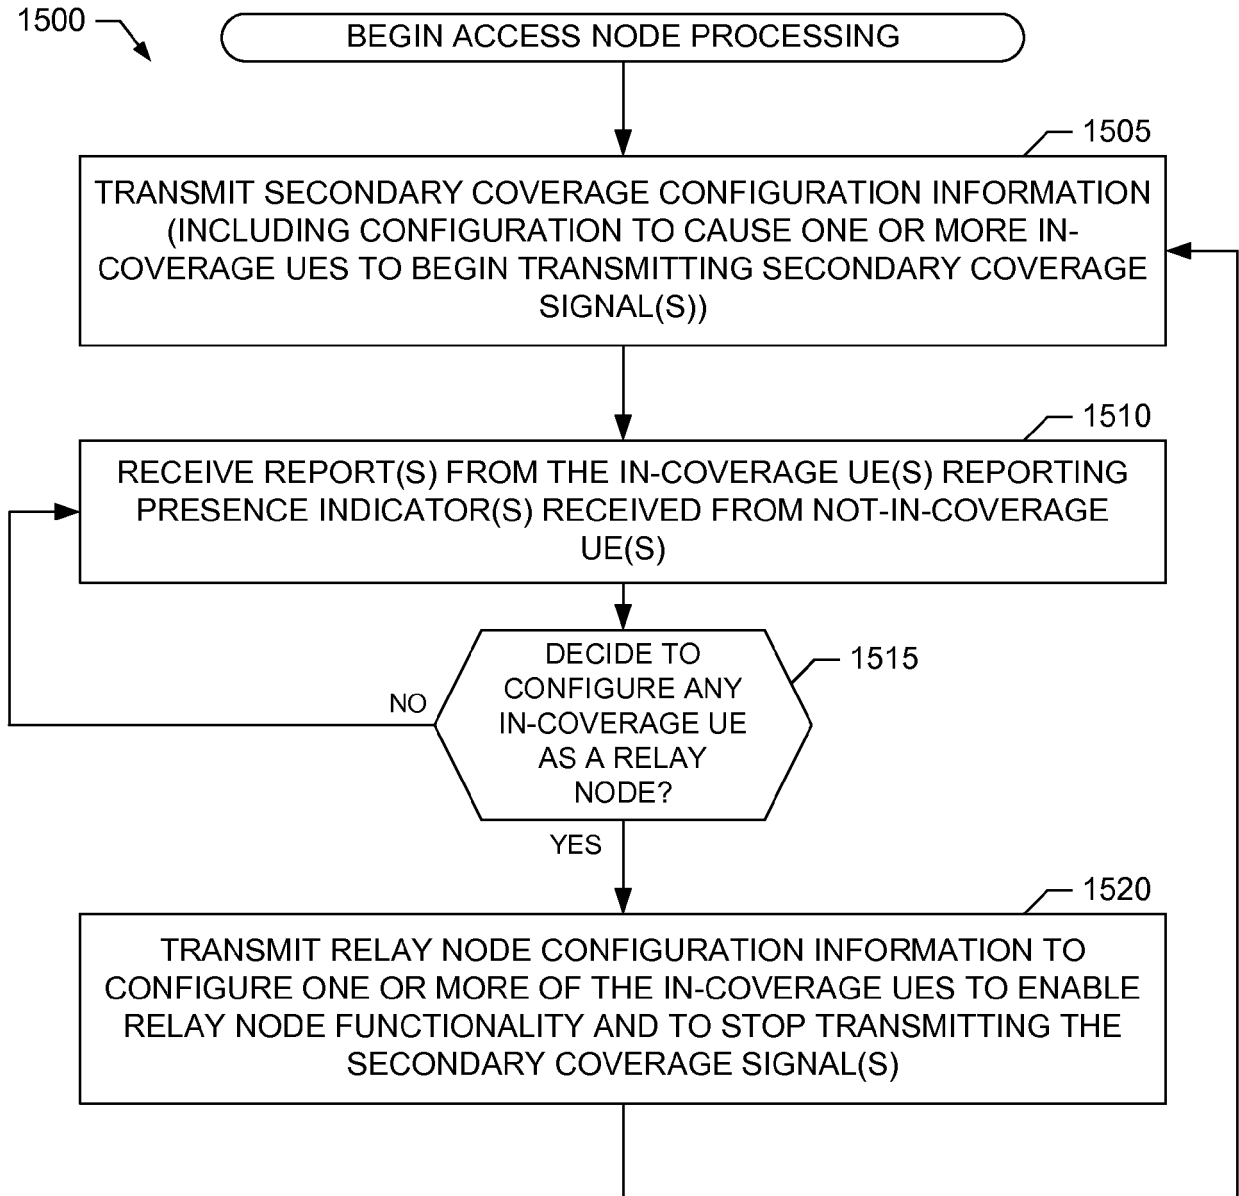 1500
BEGIN ACCESS NODE PROCESSING
1505
TRANSMIT SECONDARY COVERAGE CONFIGURATION INFORMATION
(INCLUDING CONFIGURATION TO CAUSE ONE OR MORE IN-
COVERAGE UES TO BEGIN TRANSMITTING SECONDARY COVERAGE
SIGNAL(S))
1510
RECEIVE REPORT(S) FROM THE IN-COVERAGE UE(S) REPORTING
PRESENCE INDICATOR(S) RECEIVED FROM NOT-IN-COVERAGE
UE(S)
1515
DECIDE TO
CONFIGURE ANY
IN-COVERAGE UE
AS A RELAY
NODE?
NO
YES
1520
TRANSMIT RELAY NODE CONFIGURATION INFORMATION TO
CONFIGURE ONE OR MORE OF THE IN-COVERAGE UES TO ENABLE
RELAY NODE FUNCTIONALITY AND TO STOP TRANSMITTING THE
SECONDARY COVERAGE SIGNAL(S)